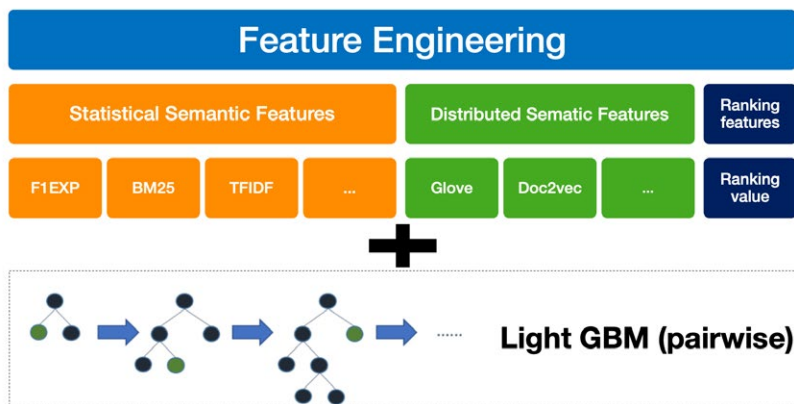 Feature Engineering
Statistical Semantic Features
Distributed Sematic Features
Ranking
features
F1EXP
BM25
TFIDF
...
Glove
Doc2vec
...
Ranking
value
......
Light GBM (pairwise)